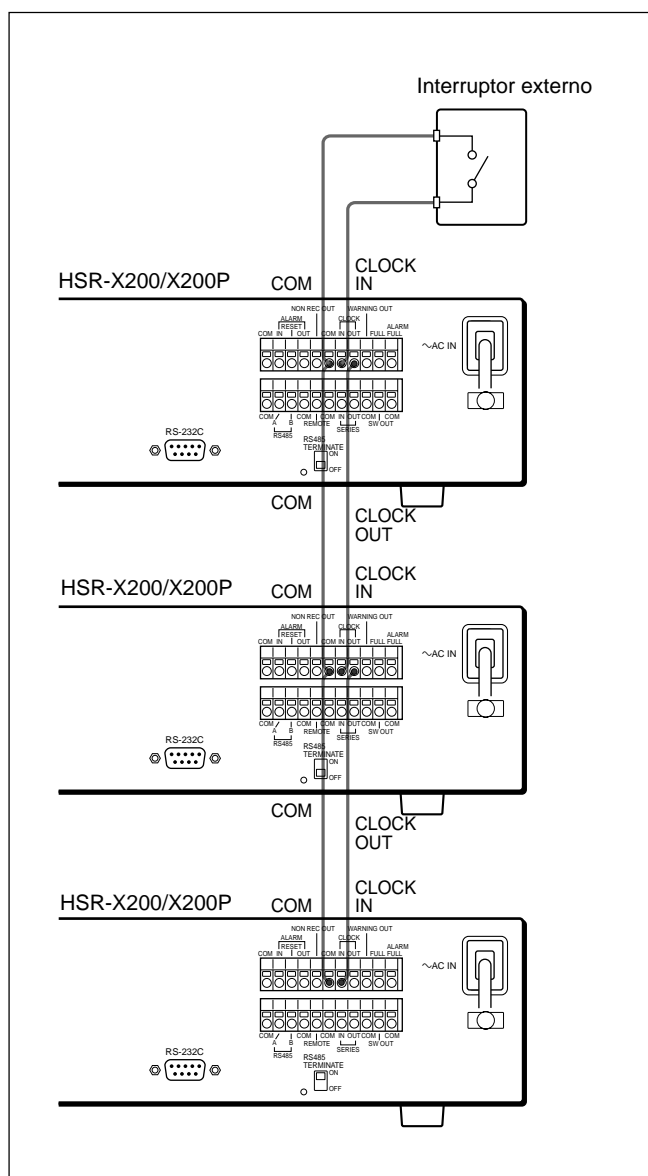 Interruptor externo
HSR-X200/X200P
COM
CLOCK
IN
NON REC OUT WARNING OUT
ALARM CLOCK ALARM
RESET
COM IN OUT COM IN OUT FULL FULL
~AC IN
COM COM COM IN OUT COM COM
A B REMOTE SW OUT
RS485 SERIES
RS-232C
RS485
TERMINATE
ON
OFF
COM
CLOCK
OUT
HSR-X200/X200P
COM
CLOCK
IN
NON REC OUT WARNING OUT
ALARM CLOCK ALARM
RESET
COM IN OUT COM IN OUT FULL FULL
~AC IN
COM COM COM IN OUT COM COM
A B REMOTE SW OUT
RS485 SERIES
RS-232C
RS485
TERMINATE
ON
OFF
COM
CLOCK
OUT
HSR-X200/X200P
COM
CLOCK
IN
NON REC OUT WARNING OUT
ALARM CLOCK ALARM
RESET
COM IN OUT COM IN OUT FULL FULL
~AC IN
COM COM COM IN OUT COM COM
A B REMOTE SW OUT
RS485 SERIES
RS-232C
RS485
TERMINATE
ON
OFF